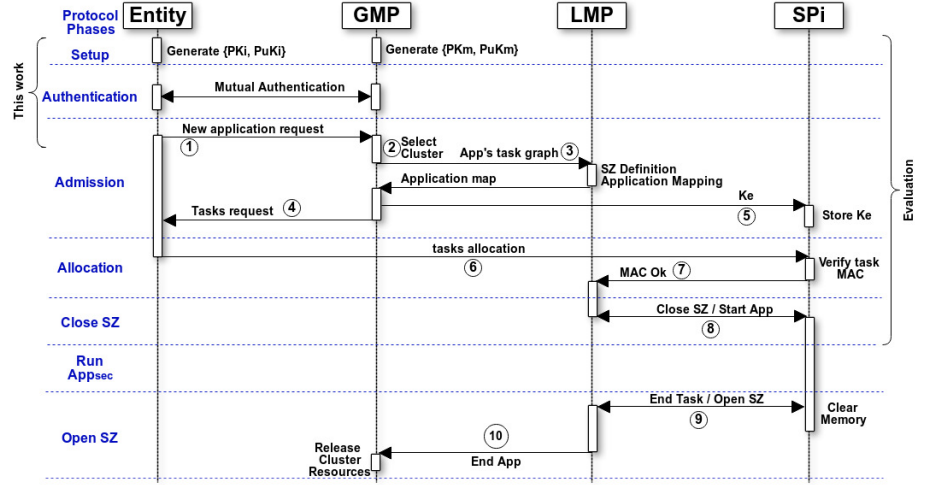 Protocol
Phases
Entity
GMP
LMP
SPi
Setup
Generate {PKi, PuKi}
Generate {PKm, PuKm}
This work
Authentication
Mutual Authentication
Admission
New application request
1
2
Select
Cluster
App's task graph
3
SZ Definition
Application Mapping
Application map
Ke
5
Store Ke
Tasks request
4
Evaluation
Allocation
tasks allocation
6
Verify task
MAC
MAC Ok
7
Close SZ
Close SZ / Start App
8
Run
Appsec
Open SZ
End Task / Open SZ
9
Clear
Memory
10
End App
Release
Cluster
Resources